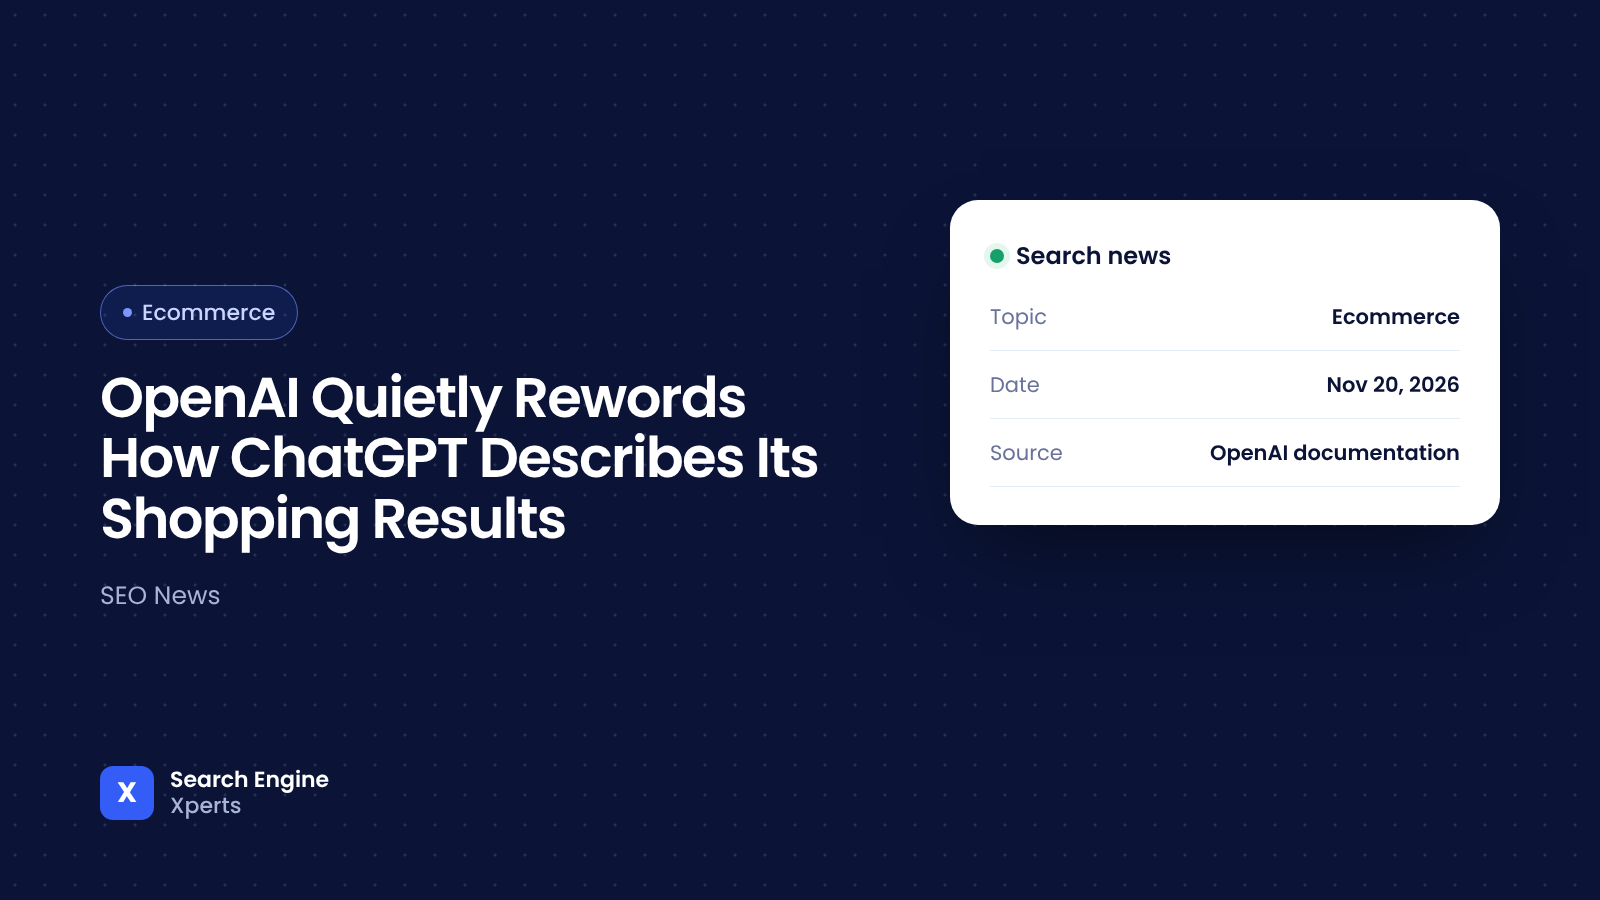 Ecommerce
OpenAI Quietly Rewords
How ChatGPT Describes Its
Shopping Results
SEO News
Search news
Topic Ecommerce
Date Nov 20, 2026
Source OpenAI documentation
X
Search Engine
Xperts